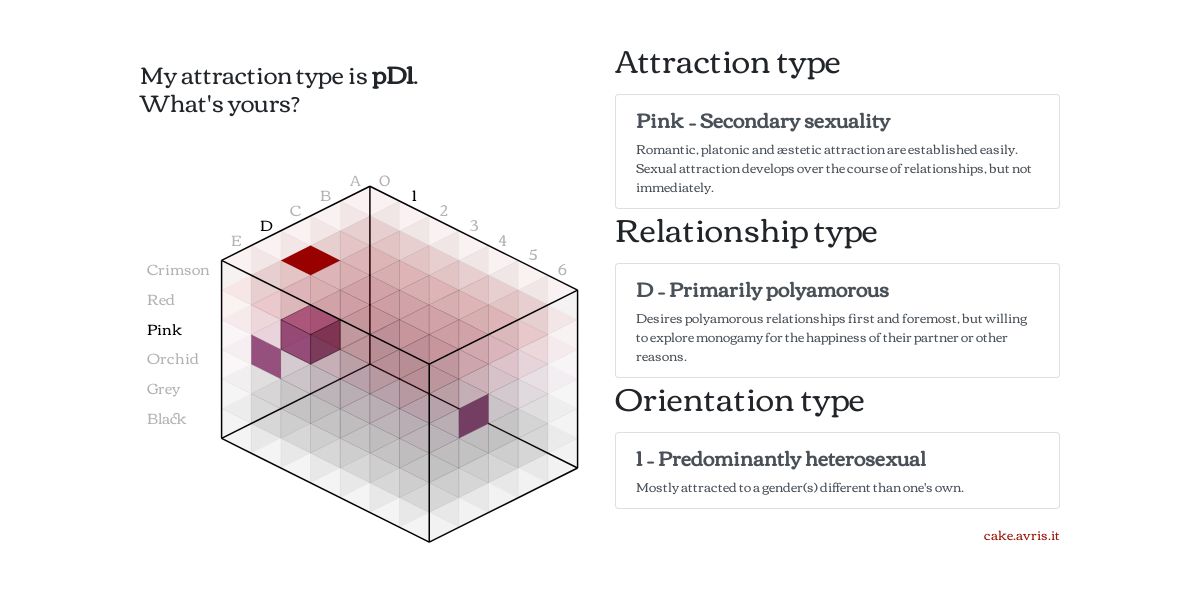 My attraction type is pD1.
What's yours?
A
O
B
1
C
2
D
3
E
4
5
6
Crimson
Red
Pink
Orchid
Grey
Black
Attraction type
Pink – Secondary sexuality
Romantic, platonic and æstetic attraction are established easily.
Sexual attraction develops over the course of relationships, but not
immediately.
Relationship type
D – Primarily polyamorous
Desires polyamorous relationships first and foremost, but willing
to explore monogamy for the happiness of their partner or other
reasons.
Orientation type
1 – Predominantly heterosexual
Mostly attracted to a gender(s) different than one's own.
cake.avris.it